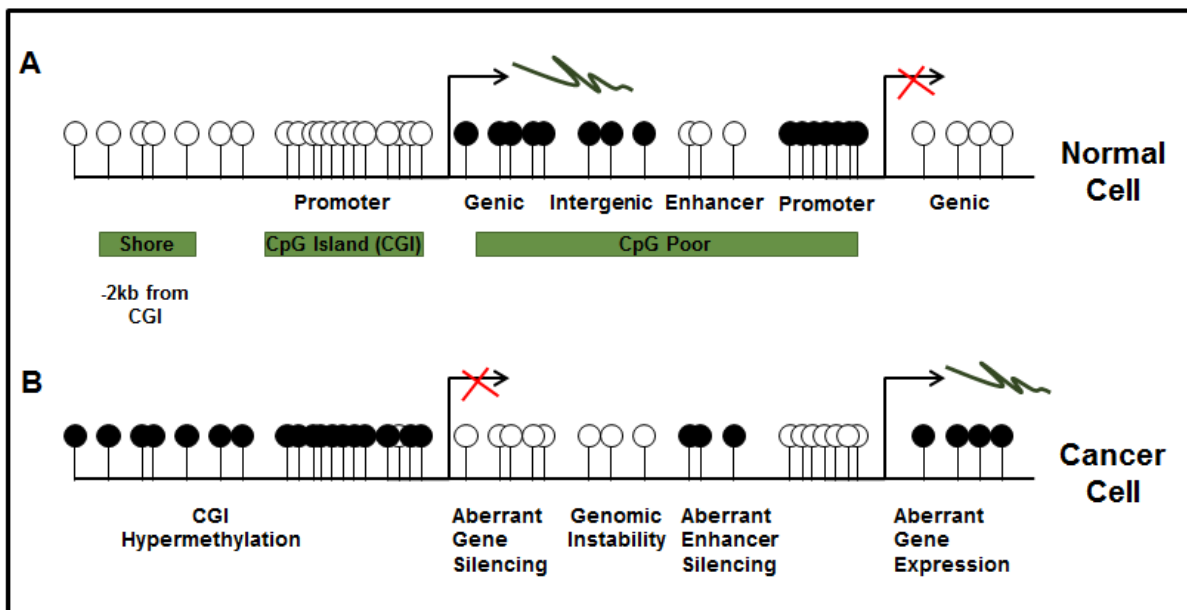 A
Normal
Cell
Promoter
Genic
Intergenic
Enhancer
Promoter
Genic
Shore
CpG Island (CGI)
CpG Poor
-2kb from
CGI
B
Cancer
Cell
CGI
Hypermethylation
Aberrant
Gene
Silencing
Genomic
Instability
Aberrant
Enhancer
Silencing
Aberrant
Gene
Expression